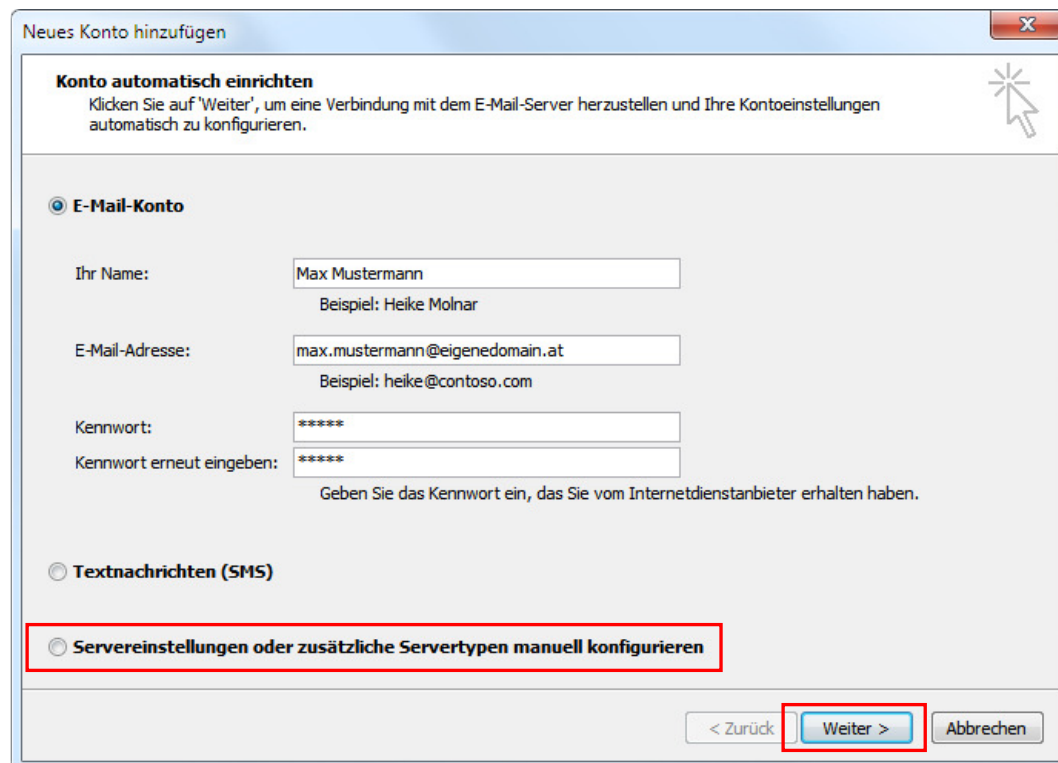 Neues Konto hinzufügen
Konto automatisch einrichten
Klicken Sie auf 'Weiter', um eine Verbindung mit dem E-Mail-Server herzustellen und Ihre Kontoeinstellungen
automatisch zu konfigurieren.
E-Mail-Konto
Ihr Name: Max Mustermann
Beispiel: Heike Molnar
E-Mail-Adresse: max.mustermann@eigenedomain.at
Beispiel: heike@contoso.com
Kennwort: *****
Kennwort erneut eingeben: *****
Geben Sie das Kennwort ein, das Sie vom Internetdienstanbieter erhalten haben.
Textnachrichten (SMS)
Servereinstellungen oder zusätzliche Servertypen manuell konfigurieren
< Zurück Weiter > Abbrechen